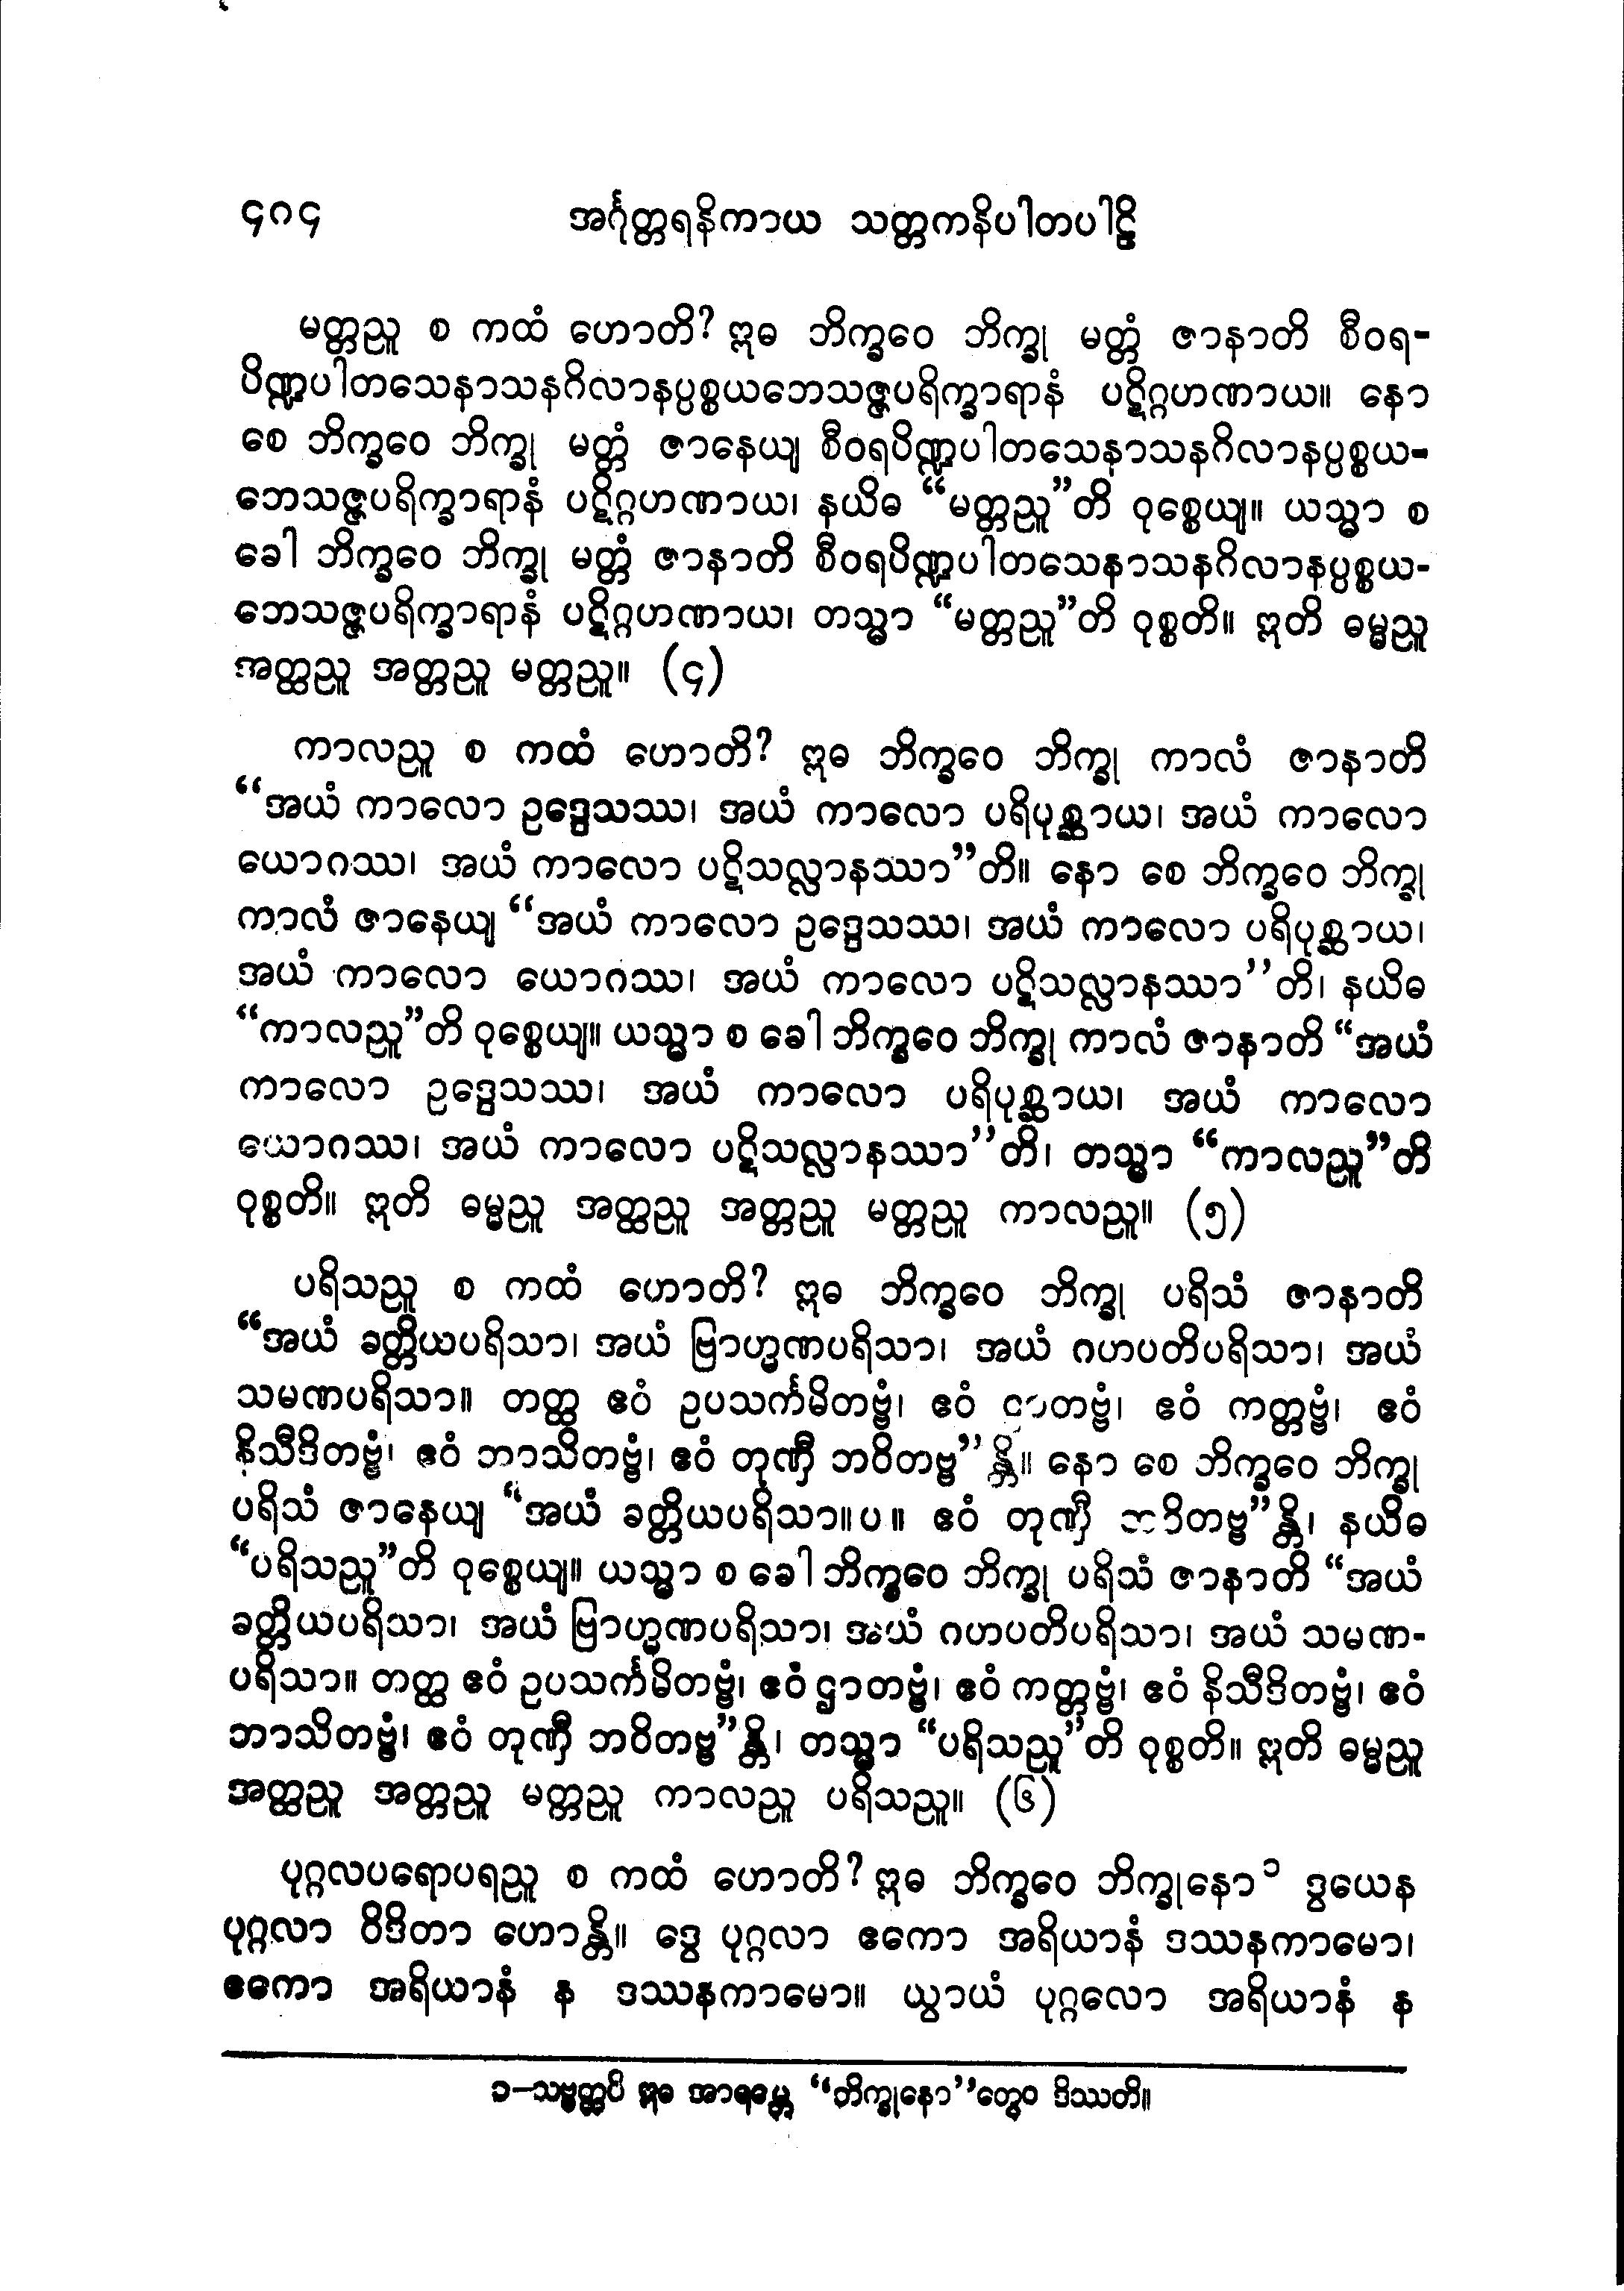 ၄၈၄ အင်္ဂုတ္တရနိကာယ သတ္တကနိပါတပါဠိ
မတ္တညူ စ ကထံ ဟောတိ? ဣဓ ဘိက္ခဝေ ဘိက္ခု မတ္တံ ဇာနာတိ စီဝရ-
ပိဏ္ဍပါတသေနာသနဂိလာနပ္ပစ္စယဘေသဇ္ဇပရိက္ခာရာနံ ပဋိဂ္ဂဟဏာယ။ နော
စေ ဘိက္ခဝေ ဘိက္ခု မတ္တံ ဇာနေယျ စီဝရပိဏ္ဍပါတသေနာသနဂိလာနပ္ပစ္စယ-
ဘေသဇ္ဇပရိက္ခာရာနံ ပဋိဂ္ဂဟဏာယ၊ နယိဓ “မတ္တညူ”တိ ဝုစ္စေယျ။ ယသ္မာ စ
ခေါ ဘိက္ခဝေ ဘိက္ခု မတ္တံ ဇာနာတိ စီဝရပိဏ္ဍပါတသေနာသနဂိလာနပ္ပစ္စယ-
ဘေသဇ္ဇပရိက္ခာရာနံ ပဋိဂ္ဂဟဏာယ၊ တသ္မာ “မတ္တညူ”တိ ဝုစ္စတိ။ ဣတိ ဓမ္မညူ
အတ္ထညူ အတ္တညူ မတ္တညူ။ (၄)
ကာလညူ စ ကထံ ဟောတိ? ဣဓ ဘိက္ခဝေ ဘိက္ခု ကာလံ ဇာနာတိ
“အယံ ကာလော ဥဒ္ဒေသဿ၊ အယံ ကာလော ပရိပုစ္ဆာယ၊ အယံ ကာလော
ယောဂဿ၊ အယံ ကာလော ပဋိသလ္လာနဿာ”တိ။ နော စေ ဘိက္ခဝေ ဘိက္ခု
ကာလံ ဇာနေယျ “အယံ ကာလော ဥဒ္ဒေသဿ၊ အယံ ကာလော ပရိပုစ္ဆာယ၊
အယံ ကာလော ယောဂဿ၊ အယံ ကာလော ပဋိသလ္လာနဿာ”တိ၊ နယိဓ
“ကာလညူ”တိ ဝုစ္စေယျ။ ယသ္မာ စ ခေါ ဘိက္ခဝေ ဘိက္ခု ကာလံ ဇာနာတိ “အယံ
ကာလော ဥဒ္ဒေသဿ၊ အယံ ကာလော ပရိပုစ္ဆာယ၊ အယံ ကာလော
ယောဂဿ၊ အယံ ကာလော ပဋိသလ္လာနဿာ”တိ၊ တသ္မာ “ကာလညူ”တိ
ဝုစ္စတိ။ ဣတိ ဓမ္မညူ အတ္ထညူ အတ္တညူ မတ္တညူ ကာလညူ။ (၅)
ပရိသညူ စ ကထံ ဟောတိ? ဣဓ ဘိက္ခဝေ ဘိက္ခု ပရိသံ ဇာနာတိ
“အယံ ခတ္တိယပရိသာ၊ အယံ ဗြာဟ္မဏပရိသာ၊ အယံ ဂဟပတိပရိသာ၊ အယံ
သမဏပရိသာ။ တတ္ထ ဧဝံ ဥပသင်္ကမိတဗ္ဗံ၊ ဧဝံ ဌာတဗ္ဗံ၊ ဧဝံ ကတ္တဗ္ဗံ၊ ဧဝံ
နိသီဒိတဗ္ဗံ၊ ဧဝံ ဘာသိတဗ္ဗံ၊ ဧဝံ တုဏှီ ဘဝိတဗ္ဗ”န္တိ။ နော စေ ဘိက္ခဝေ ဘိက္ခု
ပရိသံ ဇာနေယျ “အယံ ခတ္တိယပရိသာ။ပ။ ဧဝံ တုဏှီ ဘဝိတဗ္ဗ”န္တိ၊ နယိဓ
“ပရိသညူ”တိ ဝုစ္စေယျ။ ယသ္မာ စ ခေါ ဘိက္ခဝေ ဘိက္ခု ပရိသံ ဇာနာတိ “အယံ
ခတ္တိယပရိသာ၊ အယံ ဗြာဟ္မဏပရိသာ၊ အယံ ဂဟပတိပရိသာ၊ အယံ သမဏ-
ပရိသာ။ တတ္ထ ဧဝံ ဥပသင်္ကမိတဗ္ဗံ၊ ဧဝံ ဌာတဗ္ဗံ၊ ဧဝံ ကတ္တဗ္ဗံ၊ ဧဝံ နိသီဒိတဗ္ဗံ၊ ဧဝံ
ဘာသိတဗ္ဗံ၊ ဧဝံ တုဏှီ ဘဝိတဗ္ဗ”န္တိ၊ တသ္မာ “ပရိသညူ”တိ ဝုစ္စတိ။ ဣတိ ဓမ္မညူ
အတ္ထညူ အတ္တညူ မတ္တညူ ကာလညူ ပရိသညူ။ (၆)
ပုဂ္ဂလပရောပရညူ စ ကထံ ဟောတိ? ဣဓ ဘိက္ခဝေ ဘိက္ခုနော ၁ ဒွယေန
ပုဂ္ဂလာ ဝိဒိတာ ဟောန္တိ။ ဒွေ ပုဂ္ဂလာ ဧကော အရိယာနံ ဒဿနကာမော၊
ဧကော အရိယာနံ န ဒဿနကာမော။ ယွာယံ ပုဂ္ဂလော အရိယာနံ န
၁-သဗ္ဗတ္ထပိ ဣဓ အာရဗ္ဘေ “ဘိက္ခုနော”တွေဝ ဒိဿတိ။